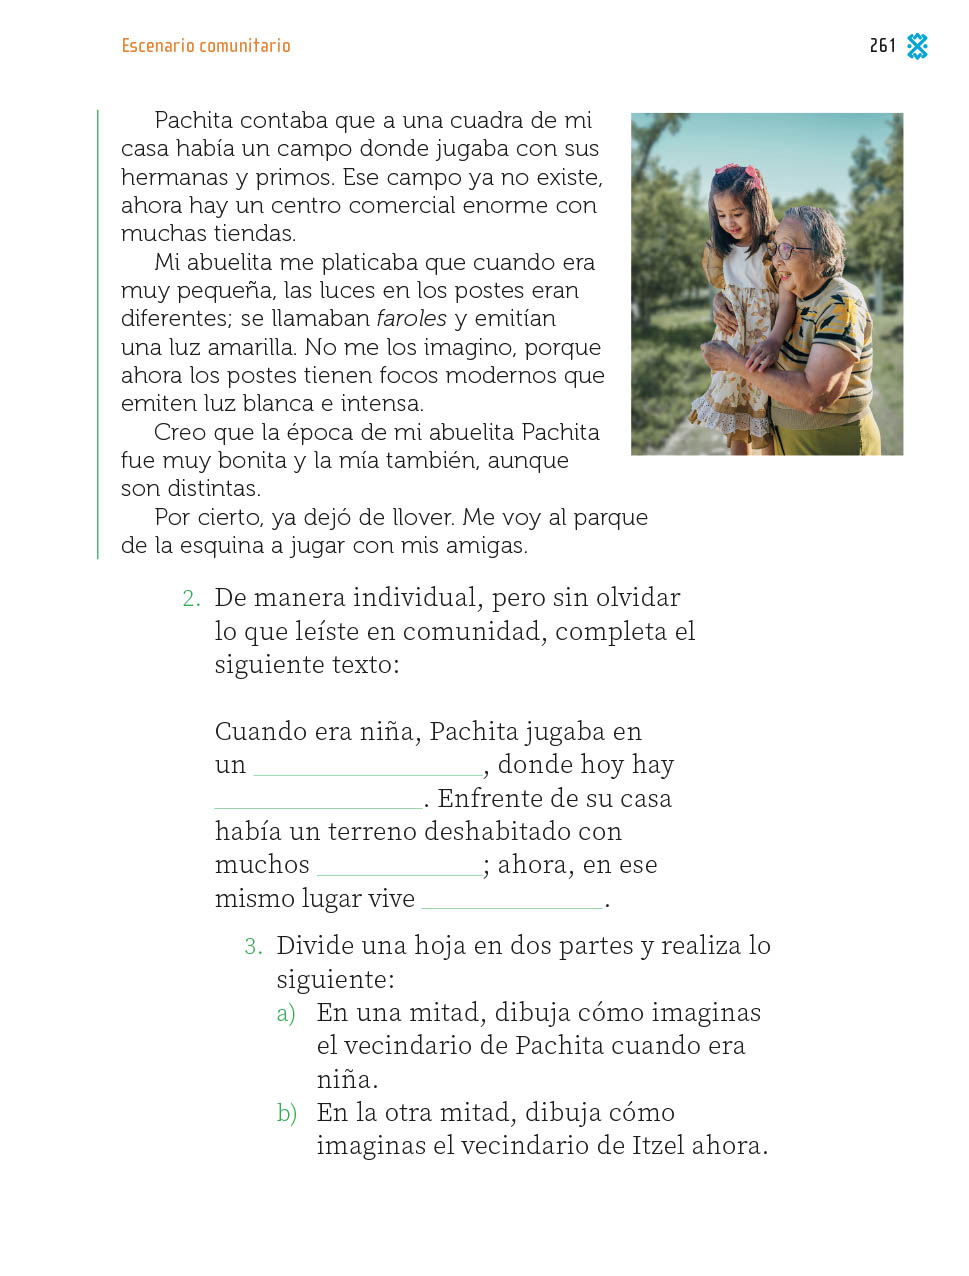 Escenario comunitario
261
Pachita contaba que a una cuadra de mi
casa había un campo donde jugaba con sus
hermanas y primos. Ese campo ya no existe,
ahora hay un centro comercial enorme con
muchas tiendas.
Mi abuelita me platicaba que cuando era
muy pequeña, las luces en los postes eran
diferentes; se llamaban faroles y emitían
una luz amarilla. No me los imagino, porque
ahora los postes tienen focos modernos que
emiten luz blanca e intensa.
Creo que la época de mi abuelita Pachita
fue muy bonita y la mía también, aunque
son distintas.
Por cierto, ya dejó de llover. Me voy al parque
de la esquina a jugar con mis amigas.
2. De manera individual, pero sin olvidar
lo que leíste en comunidad, completa el
siguiente texto:
Cuando era niña, Pachita jugaba en
un ________________, donde hoy hay
________________. Enfrente de su casa
había un terreno deshabitado con
muchos ____________; ahora, en ese
mismo lugar vive ____________.
3. Divide una hoja en dos partes y realiza lo
siguiente:
a) En una mitad, dibuja cómo imaginas
el vecindario de Pachita cuando era
niña.
b) En la otra mitad, dibuja cómo
imaginas el vecindario de Itzel ahora.